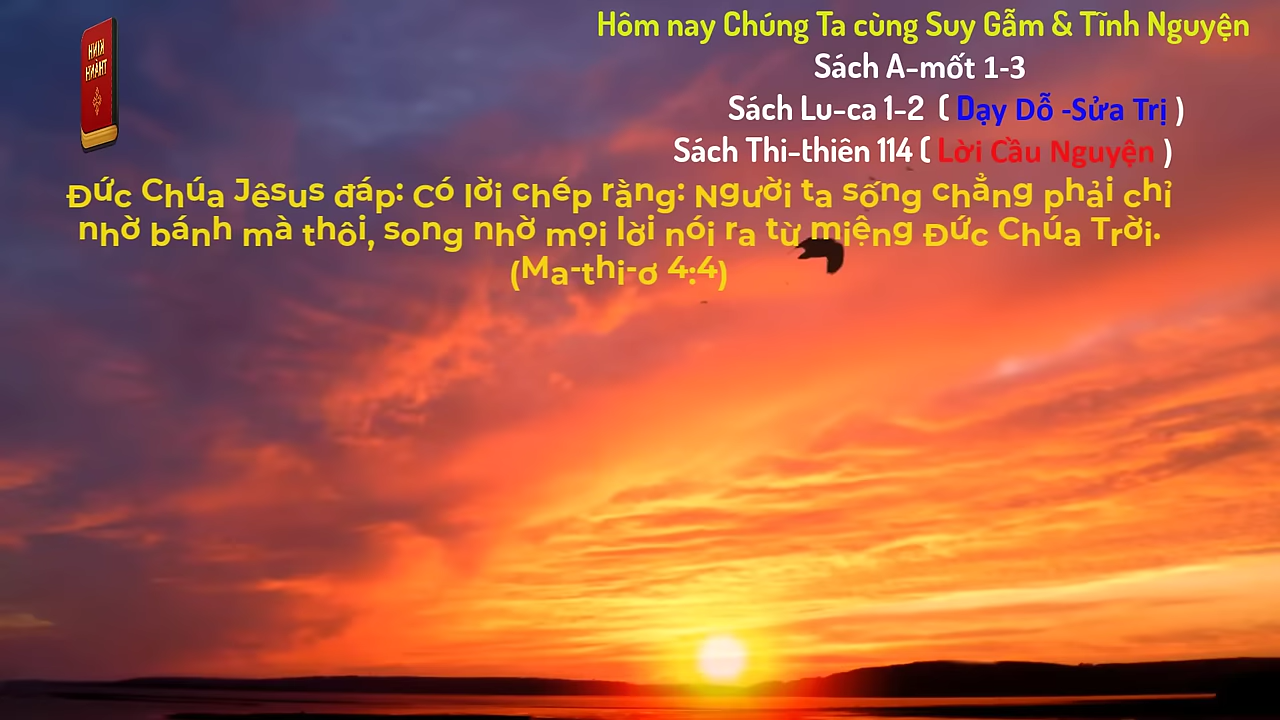 KINH
THÁNH
Hôm nay Chúng Ta cùng Suy Gẫm & Tĩnh Nguyện
Sách A-mốt 1-3
Sách Lu-ca 1-2 ( Dạy Dỗ -Sửa Trị )
Sách Thi-thiên 114 ( Lời Cầu Nguyện )
Đức Chúa Jêsus đáp: Có lời chép rằng: Người ta sống chẳng phải chỉ
nhờ bánh mà thôi, song nhờ mọi lời nói ra từ miệng Đức Chúa Trời.
(Ma-thi-ơ 4:4)